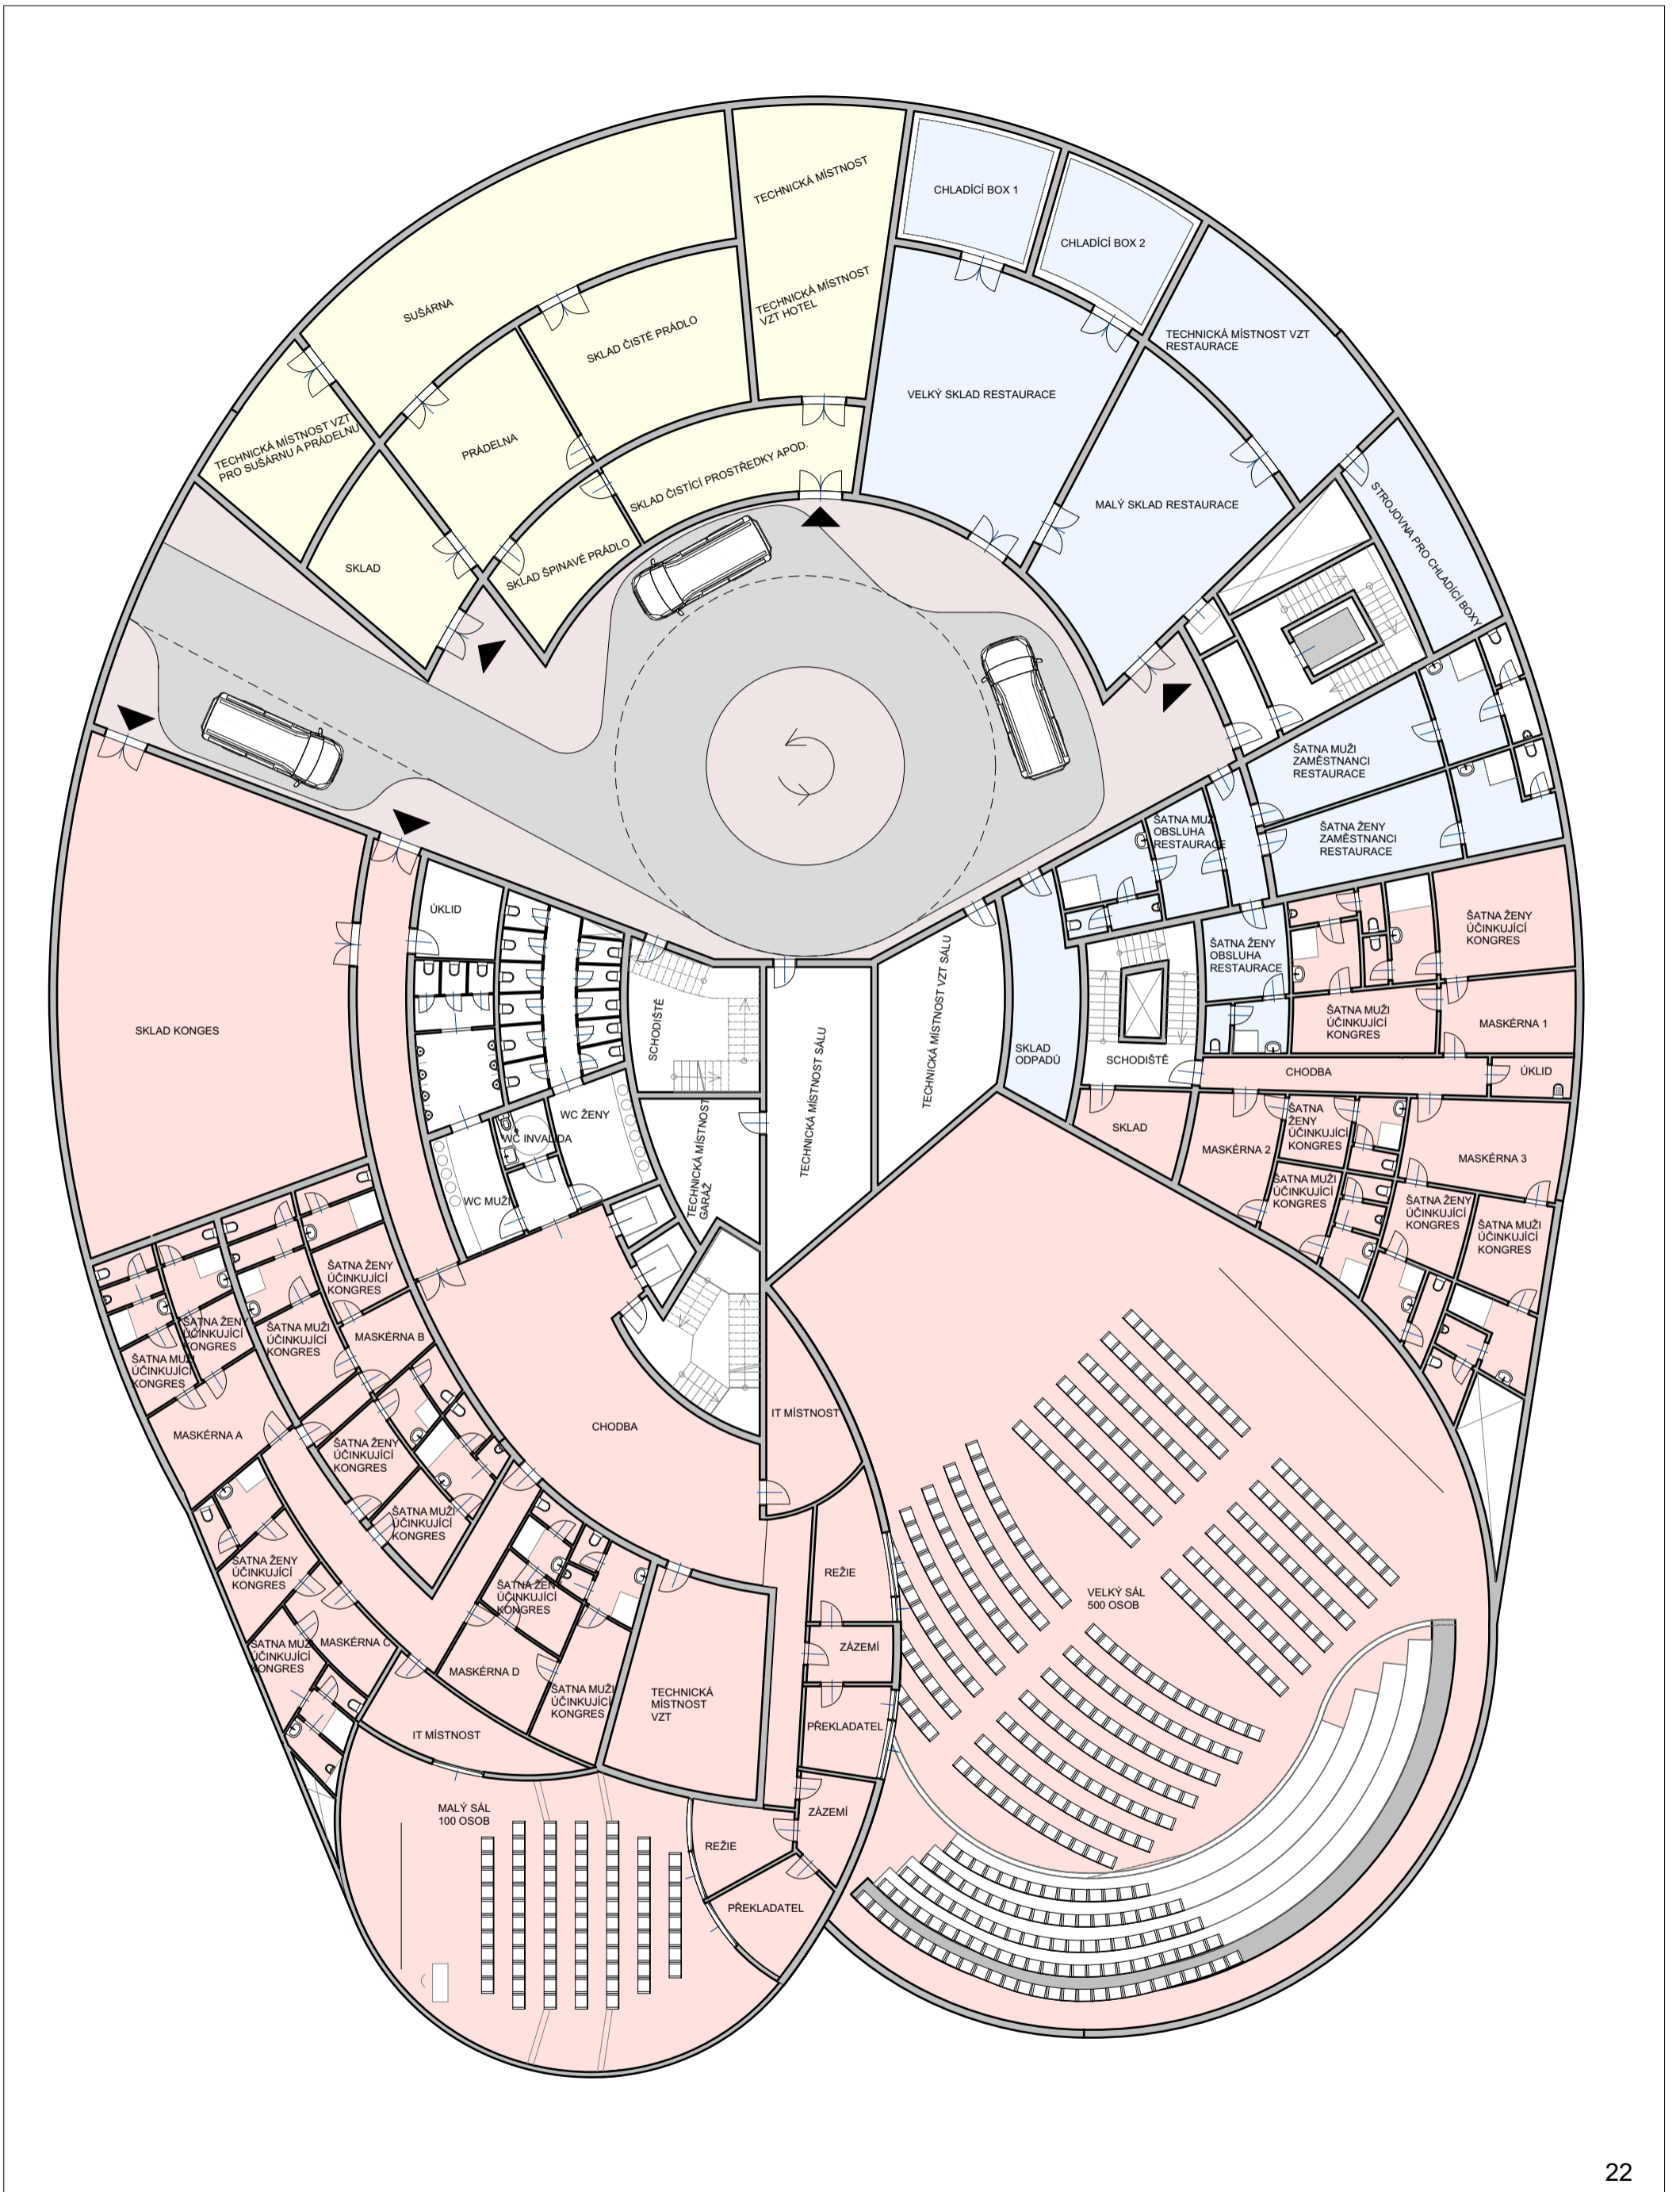 TECHNICKÁ MÍSTNOST
CHLADÍCÍ BOX 1
CHLADÍCÍ BOX 2
SUŠÁRNA
TECHNICKÁ MÍSTNOST
VZT HOTEL
SKLAD ČISTÉ PRÁDLO
TECHNICKÁ MÍSTNOST VZT
RESTAURACE
VELKÝ SKLAD RESTAURACE
TECHNICKÁ MÍSTNOST VZT
PRO SUŠÁRNU A PRÁDELNU
PRÁDELNA
SKLAD ČISTÍCÍ PROSTŘEDKY APOD.
MALÝ SKLAD RESTAURACE
STROJOVNA PRO CHLADÍCÍ BOXY
SKLAD
SKLAD ŠPINAVÉ PRÁDLO
ŠATNA MUŽI
ZAMĚSTNANCI
RESTAURACE
ŠATNA MUŽI
OBSLUHA
RESTAURACE
ŠATNA ŽENY
ZAMĚSTNANCI
RESTAURACE
ÚKLID
ŠATNA ŽENY
ÚČINKUJÍCÍ
KONGRES
ŠATNA ŽENY
OBSLUHA
RESTAURACE
SKLAD KONGES
SCHODIŠTĚ
TECHNICKÁ MÍSTNOST SÁLU
TECHNICKÁ MÍSTNOST VZT SÁLU
SKLAD
ODPADŮ
SCHODIŠTĚ
ŠATNA MUŽI
ÚČINKUJÍCÍ
KONGRES
MASKÉRNA 1
CHODBA
ÚKLID
WC ŽENY
WC INVALIDA
WC MUŽI
TECHNICKÁ MÍSTNOST
GARÁŽ
SKLAD
MASKÉRNA 2
ŠATNA
ŽENY
ÚČINKUJÍCÍ
KONGRES
MASKÉRNA 3
ŠATNA MUŽI
ÚČINKUJÍCÍ
KONGRES
ŠATNA ŽENY
ÚČINKUJÍCÍ
KONGRES
ŠATNA MUŽI
ÚČINKUJÍCÍ
KONGRES
ŠATNA ŽENY
ÚČINKUJÍCÍ
KONGRES
ŠATNA ŽENY
ÚČINKUJÍCÍ
KONGRES
ŠATNA MUŽI
ÚČINKUJÍCÍ
KONGRES
MASKÉRNA B
ŠATNA MUŽI
ÚČINKUJÍCÍ
KONGRES
MASKÉRNA A
CHODBA
IT MÍSTNOST
ŠATNA ŽENY
ÚČINKUJÍCÍ
KONGRES
ŠATNA MUŽI
ÚČINKUJÍCÍ
KONGRES
ŠATNA ŽENY
ÚČINKUJÍCÍ
KONGRES
ŠATNA ŽENY
ÚČINKUJÍCÍ
KONGRES
REŽIE
VELKÝ SÁL
500 OSOB
ŠATNA MUŽI
ÚČINKUJÍCÍ
KONGRES
MASKÉRNA C
MASKÉRNA D
ZÁZEMÍ
ŠATNA MUŽI
ÚČINKUJÍCÍ
KONGRES
TECHNICKÁ
MÍSTNOST
VZT
PŘEKLADATEL
IT MÍSTNOST
MALÝ SÁL
100 OSOB
ZÁZEMÍ
REŽIE
PŘEKLADATEL
22